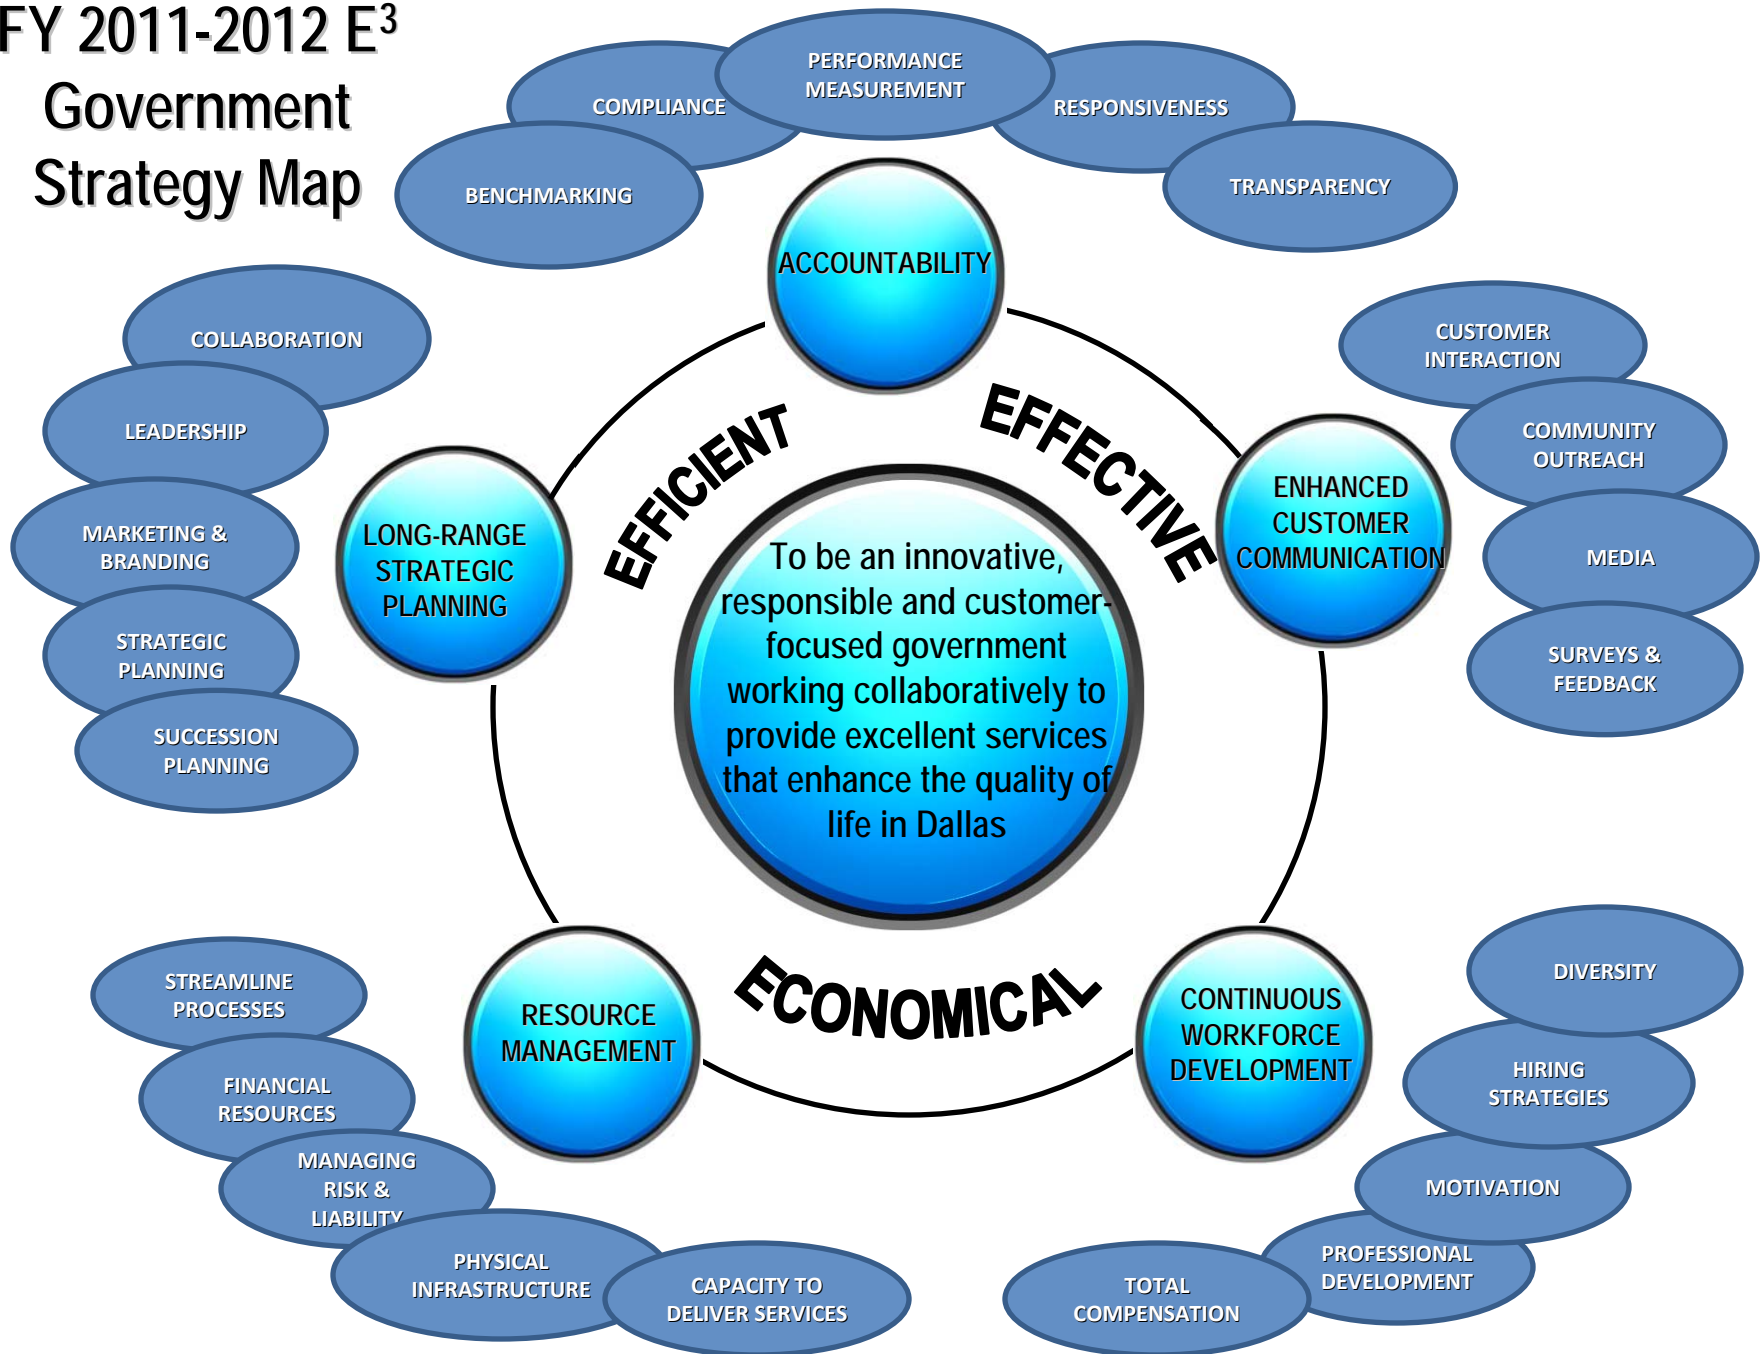 FY 2011-2012 E³
Government
Strategy Map
PERFORMANCE
MEASUREMENT
COMPLIANCE
RESPONSIVENESS
BENCHMARKING
TRANSPARENCY
ACCOUNTABILITY
COLLABORATION
LEADERSHIP
MARKETING &
BRANDING
STRATEGIC
PLANNING
SUCCESSION
PLANNING
LONG-RANGE
STRATEGIC
PLANNING
EFFICIENT
EFFECTIVE
CUSTOMER
INTERACTION
COMMUNITY
OUTREACH
MEDIA
SURVEYS &
FEEDBACK
ENHANCED
CUSTOMER
COMMUNICATION
To be an innovative,
responsible and customer-
focused government
working collaboratively to
provide excellent services
that enhance the quality of
life in Dallas
ECONOMICAL
RESOURCE
MANAGEMENT
STREAMLINE
PROCESSES
FINANCIAL
RESOURCES
MANAGING
RISK &
LIABILITY
PHYSICAL
INFRASTRUCTURE
CAPACITY TO
DELIVER SERVICES
CONTINUOUS
WORKFORCE
DEVELOPMENT
DIVERSITY
HIRING
STRATEGIES
MOTIVATION
PROFESSIONAL
DEVELOPMENT
TOTAL
COMPENSATION